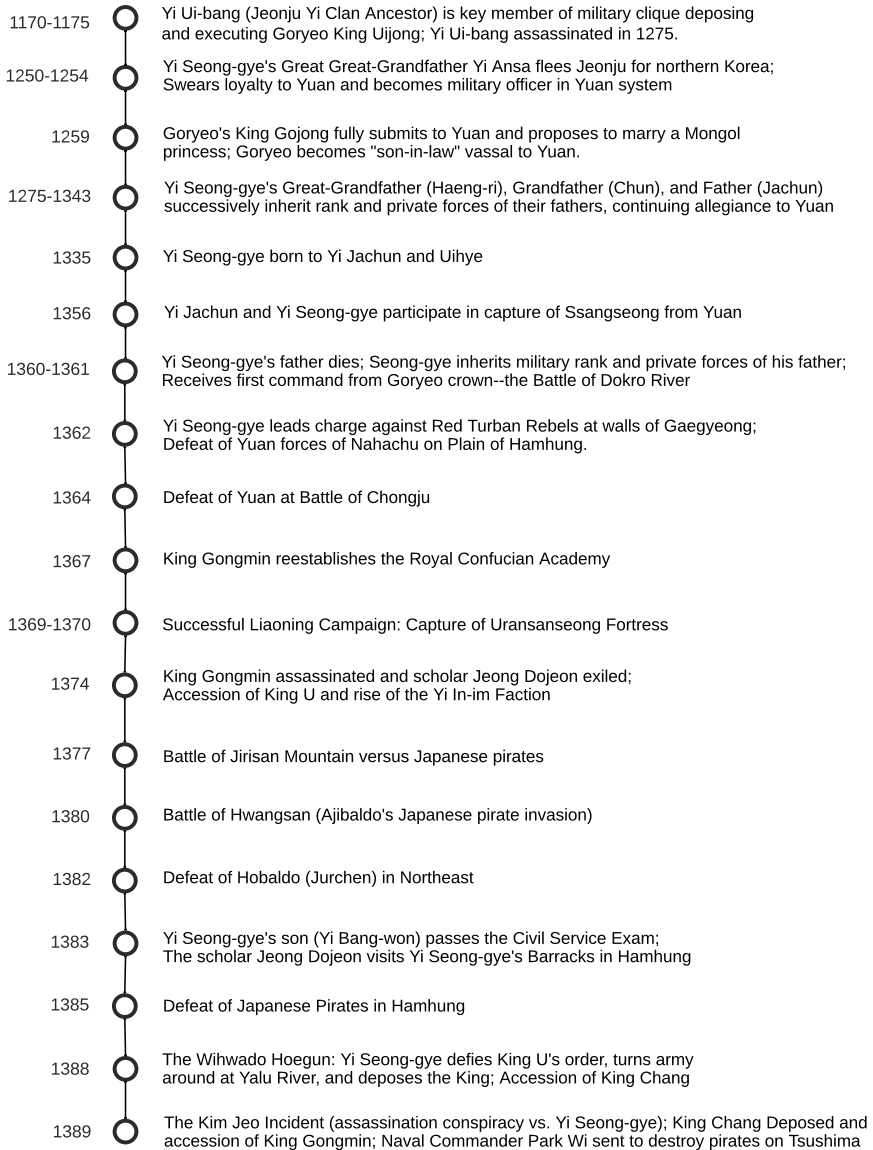 1170-1175
Yi Ui-bang (Jeonju Yi Clan Ancestor) is key member of military clique deposing
and executing Goryeo King Uijong; Yi Ui-bang assassinated in 1275.
1250-1254
Yi Seong-gye's Great Great-Grandfather Yi Ansa flees Jeonju for northern Korea;
Swears loyalty to Yuan and becomes military officer in Yuan system
1259
Goryeo's King Gojong fully submits to Yuan and proposes to marry a Mongol
princess; Goryeo becomes "son-in-law" vassal to Yuan.
1275-1343
Yi Seong-gye's Great-Grandfather (Haeng-ri), Grandfather (Chun), and Father (Jachun)
successively inherit rank and private forces of their fathers, continuing allegiance to Yuan
1335
Yi Seong-gye born to Yi Jachun and Uihye
1356
Yi Jachun and Yi Seong-gye participate in capture of Ssangseong from Yuan
1360-1361
Yi Seong-gye's father dies; Seong-gye inherits military rank and private forces of his father;
Receives first command from Goryeo crown--the Battle of Dokro River
1362
Yi Seong-gye leads charge against Red Turban Rebels at walls of Gaegyeong;
Defeat of Yuan forces of Nahachu on Plain of Hamhung.
1364
Defeat of Yuan at Battle of Chongju
1367
King Gongmin reestablishes the Royal Confucian Academy
1369-1370
Successful Liaoning Campaign: Capture of Uransanseong Fortress
1374
King Gongmin assassinated and scholar Jeong Dojeon exiled;
Accession of King U and rise of the Yi In-im Faction
1377
Battle of Jirisan Mountain versus Japanese pirates
1380
Battle of Hwangsan (Ajibaldo's Japanese pirate invasion)
1382
Defeat of Hobaldo (Jurchen) in Northeast
1383
Yi Seong-gye's son (Yi Bang-won) passes the Civil Service Exam;
The scholar Jeong Dojeon visits Yi Seong-gye's Barracks in Hamhung
1385
Defeat of Japanese Pirates in Hamhung
1388
The Wihwado Hoegun: Yi Seong-gye defies King U's order, turns army
around at Yalu River, and deposes the King; Accession of King Chang
1389
The Kim Jeo Incident (assassination conspiracy vs. Yi Seong-gye); King Chang Deposed and
accession of King Gongmin; Naval Commander Park Wi sent to destroy pirates on Tsushima